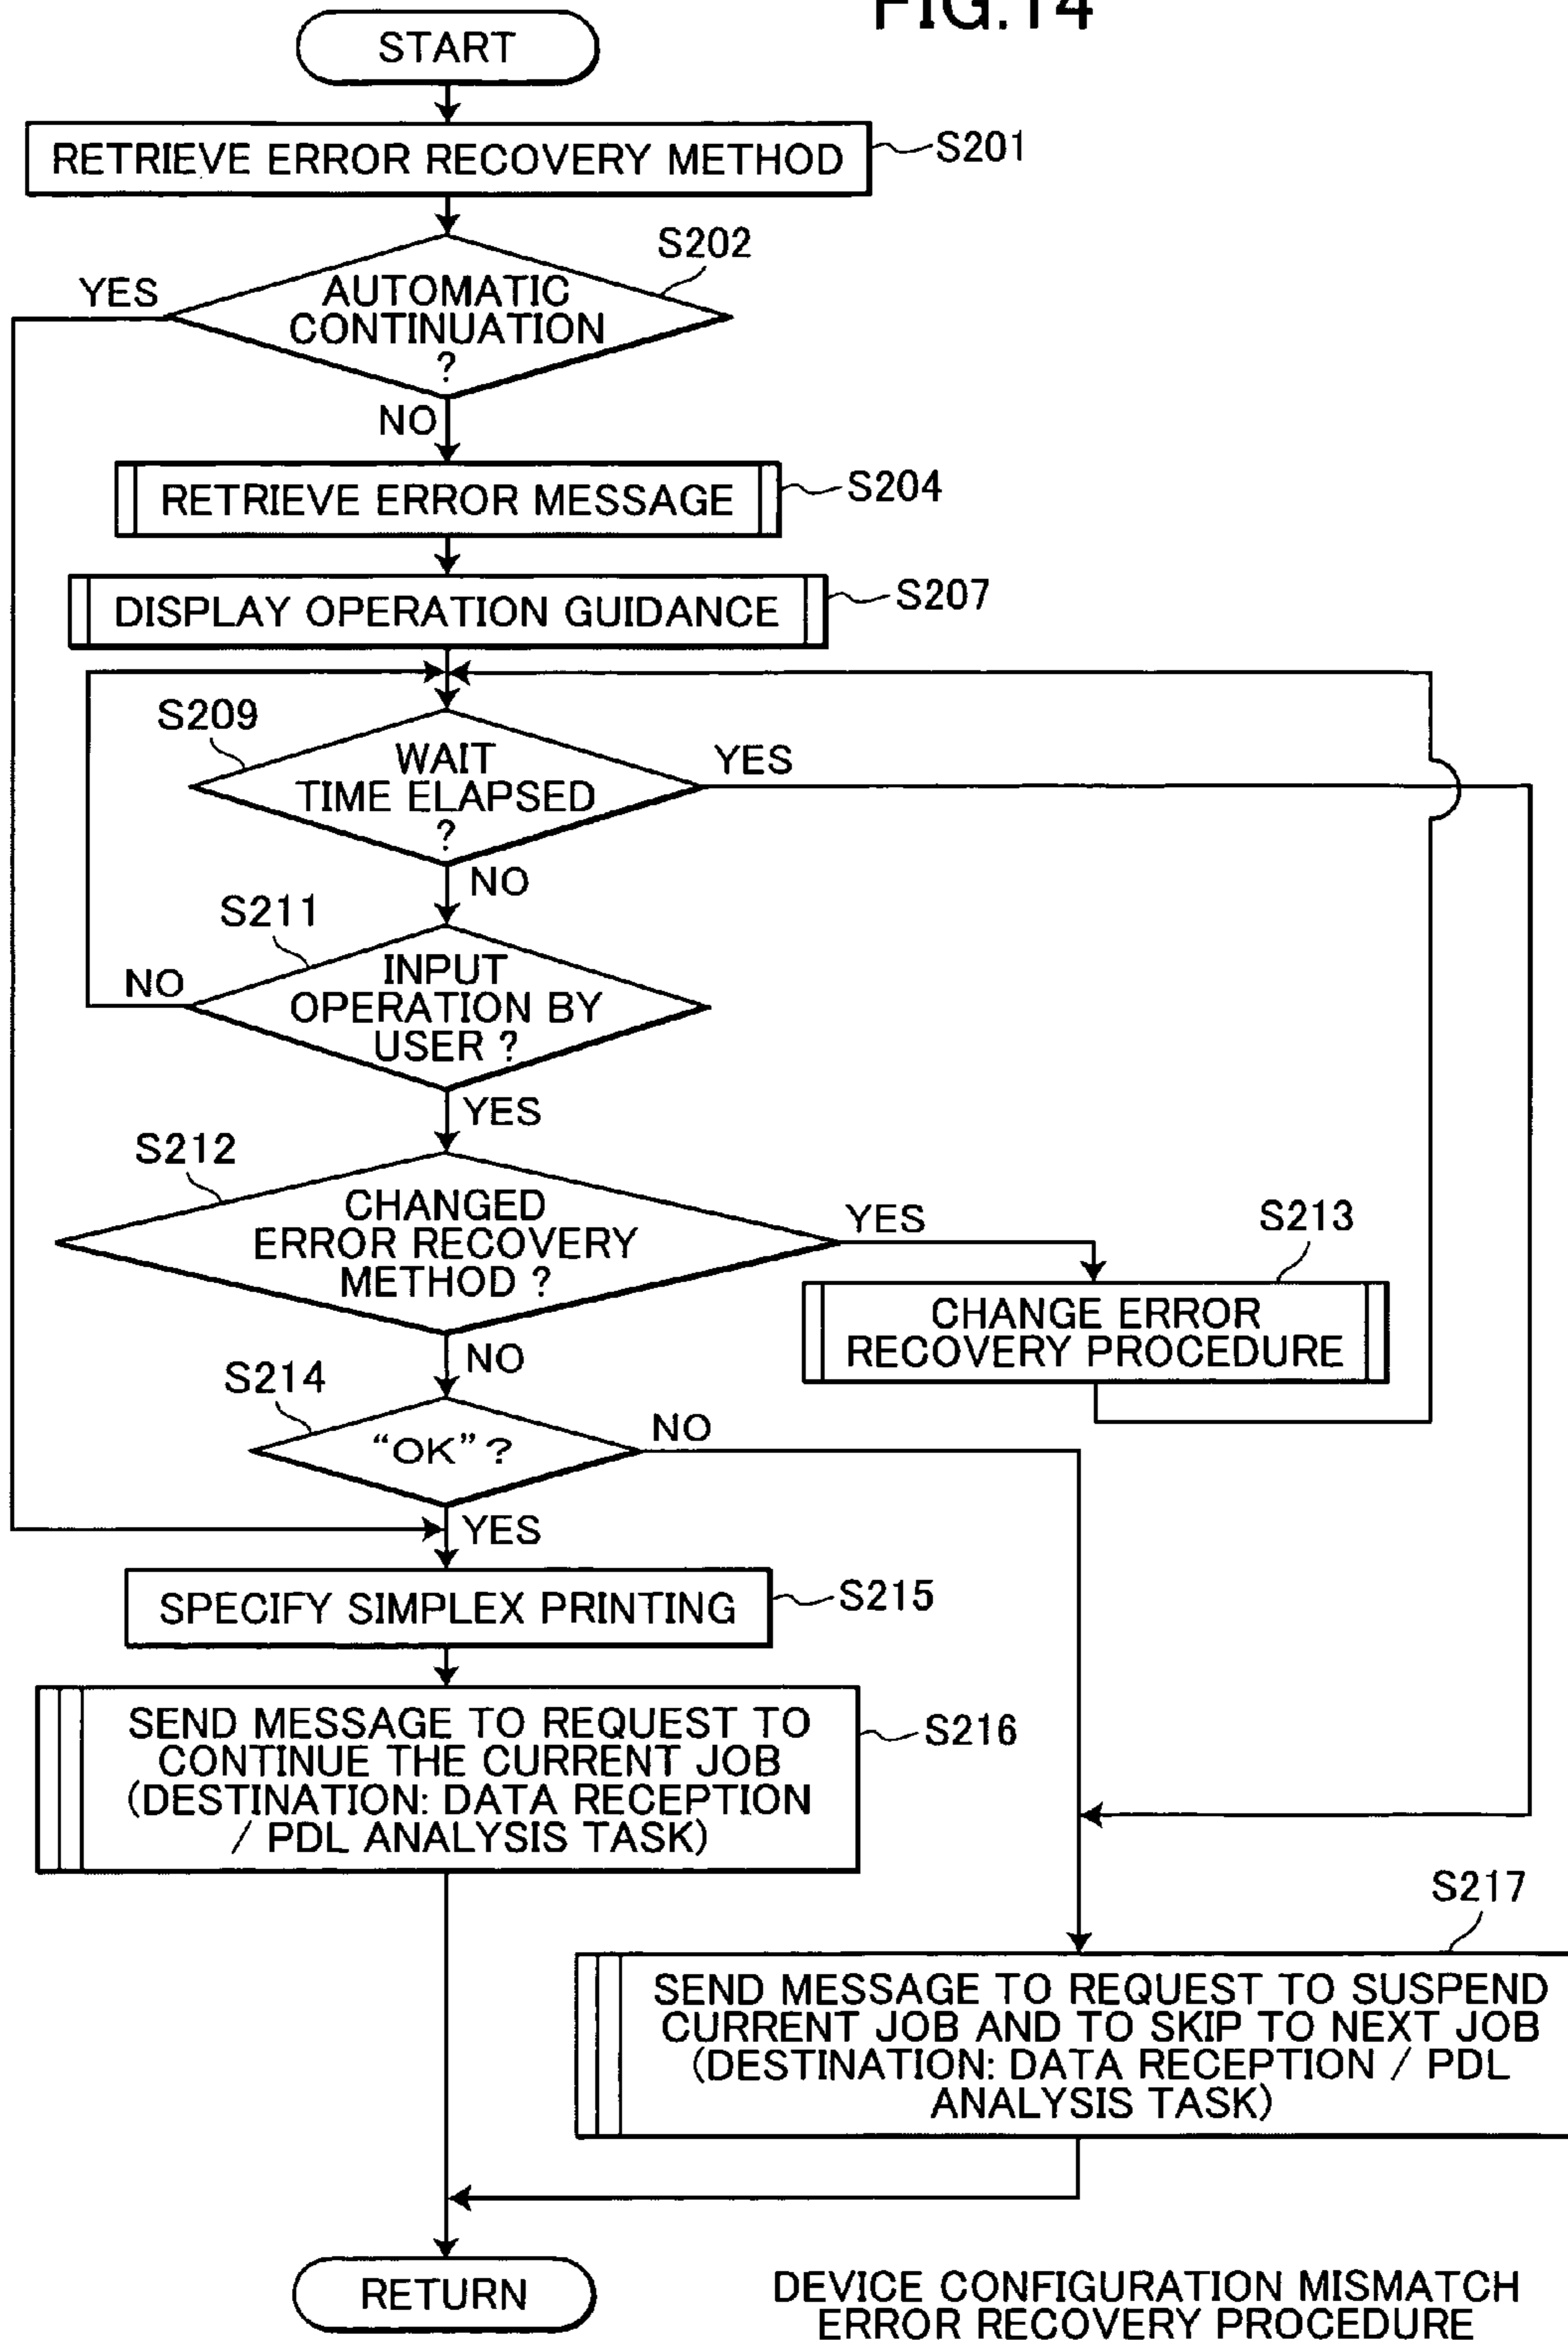 FIG.14
START
RETRIEVE ERROR RECOVERY METHOD
S201
S202
YES
AUTOMATIC
CONTINUATION
?
NO
RETRIEVE ERROR MESSAGE
S204
DISPLAY OPERATION GUIDANCE
S207
S209
WAIT
TIME ELAPSED
?
YES
NO
S211
INPUT
OPERATION BY
USER ?
NO
YES
S212
CHANGED
ERROR RECOVERY
METHOD ?
YES
S213
CHANGE ERROR
RECOVERY PROCEDURE
NO
S214
“OK” ?
NO
YES
SPECIFY SIMPLEX PRINTING
S215
SEND MESSAGE TO REQUEST TO
CONTINUE THE CURRENT JOB
(DESTINATION: DATA RECEPTION
/ PDL ANALYSIS TASK)
S216
S217
SEND MESSAGE TO REQUEST TO SUSPEND
CURRENT JOB AND TO SKIP TO NEXT JOB
(DESTINATION: DATA RECEPTION / PDL
ANALYSIS TASK)
RETURN
DEVICE CONFIGURATION MISMATCH
ERROR RECOVERY PROCEDURE